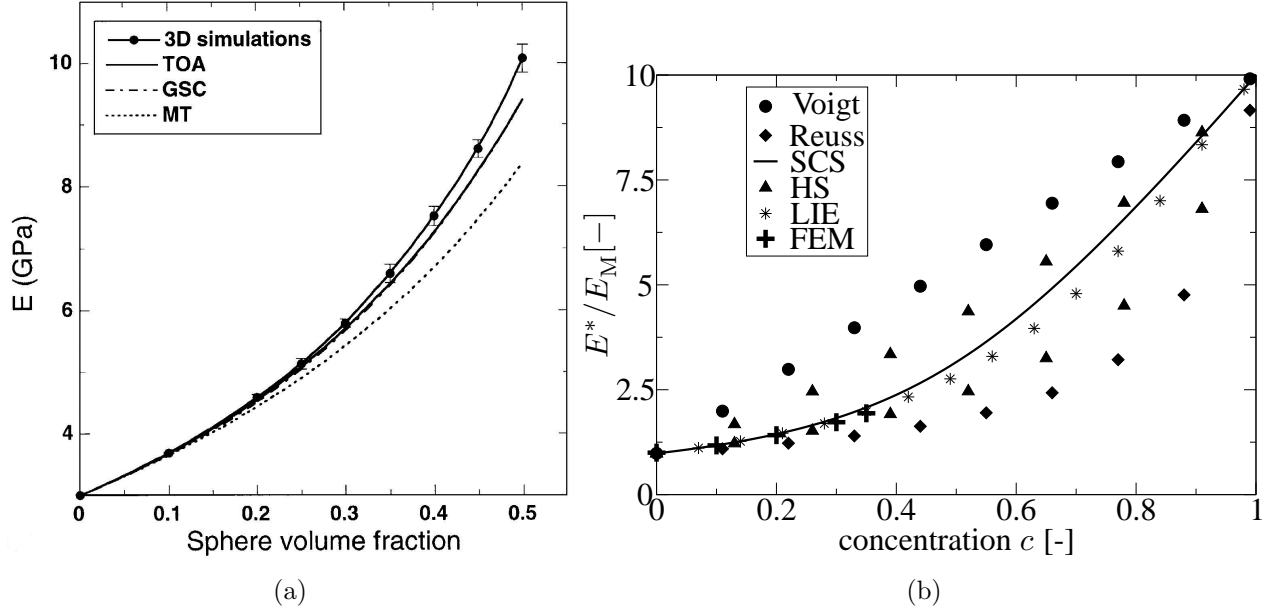 3D simulations
TOA
GSC
MT
10
8
6
4
E (GPa)
0
0.1
0.2
0.3
0.4
0.5
Sphere volume fraction
(a)
Voigt
Reuss
SCS
HS
LIE
FEM
10
7.5
5
2.5
0
E*/E_M[−]
0
0.2
0.4
0.6
0.8
1
concentration c [-]
(b)